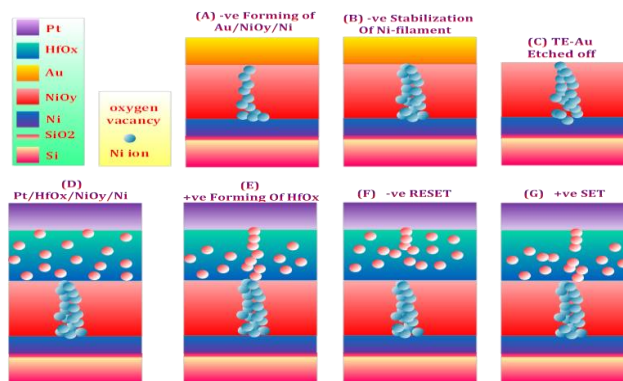 Pt
HfOx
Au
NiOy
Ni
SiO2
Si
oxygen
vacancy
Ni ion
(A) -ve Forming of
Au/NiOy/Ni
(B) -ve Stabilization
Of Ni-filament
(C) TE-Au
Etched off
(D)
Pt/HfOx/NiOy/Ni
(E)
+ve Forming Of HfOx
(F) -ve RESET
(G) +ve SET